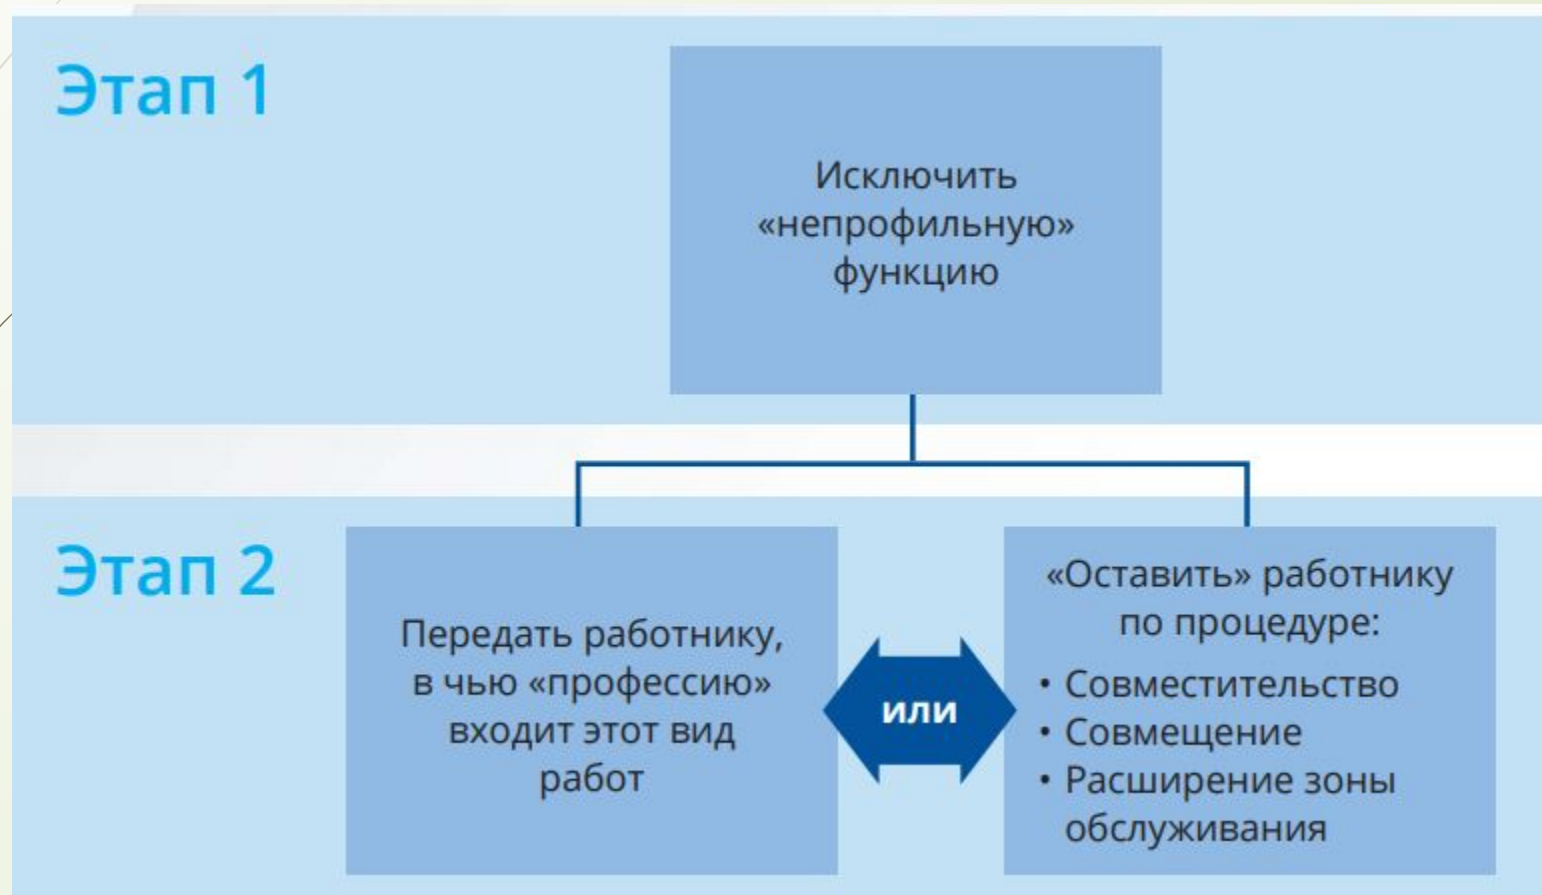 Этап 1
Исключить
«непрофильную»
функцию
Этап 2
Передать работнику,
в чью «профессию»
входит этот вид
работ
или
«Оставить» работнику
по процедуре:
• Совместительство
• Совмещение
• Расширение зоны
обслуживания